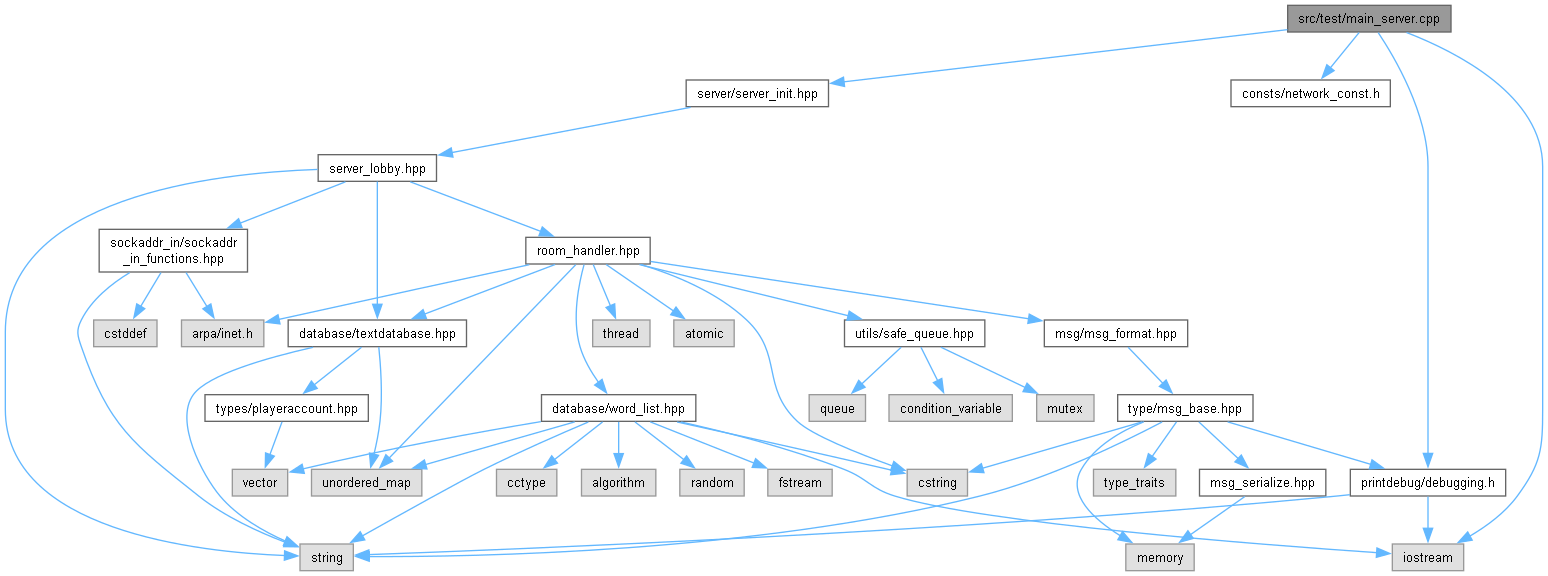 src/test/main_server.cpp
server/server_init.hpp
consts/network_const.h
server_lobby.hpp
sockaddr_in/sockaddr
_in_functions.hpp
room_handler.hpp
cstddef
arpa/inet.h
database/textdatabase.hpp
thread
atomic
utils/safe_queue.hpp
msg/msg_format.hpp
types/playeraccount.hpp
database/word_list.hpp
queue
condition_variable
mutex
type/msg_base.hpp
vector
unordered_map
cctype
algorithm
random
fstream
cstring
type_traits
msg_serialize.hpp
printdebug/debugging.h
string
memory
iostream